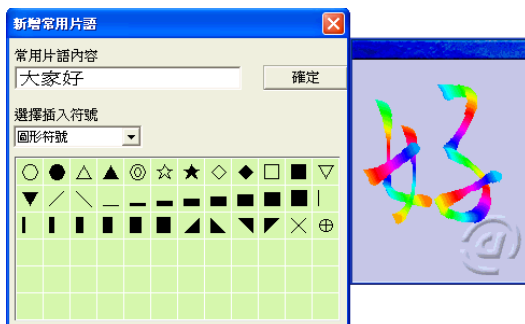 新增常用片語
常用片語內容
大家好
確定
選擇插入符號
圖形符號
○ ● △ ▲ ◎ ☆ ★ ◇ ◆ □ ■ ▽
▼ ╱ ╲ ▁ ▂ ▃ ▄ ▅ ▆ ▇ █ ▏
▎ ▍ ▌ ▋ ▊ ▉ ◢ ◣ ◥ ◤ ╳ ⊕
好
@